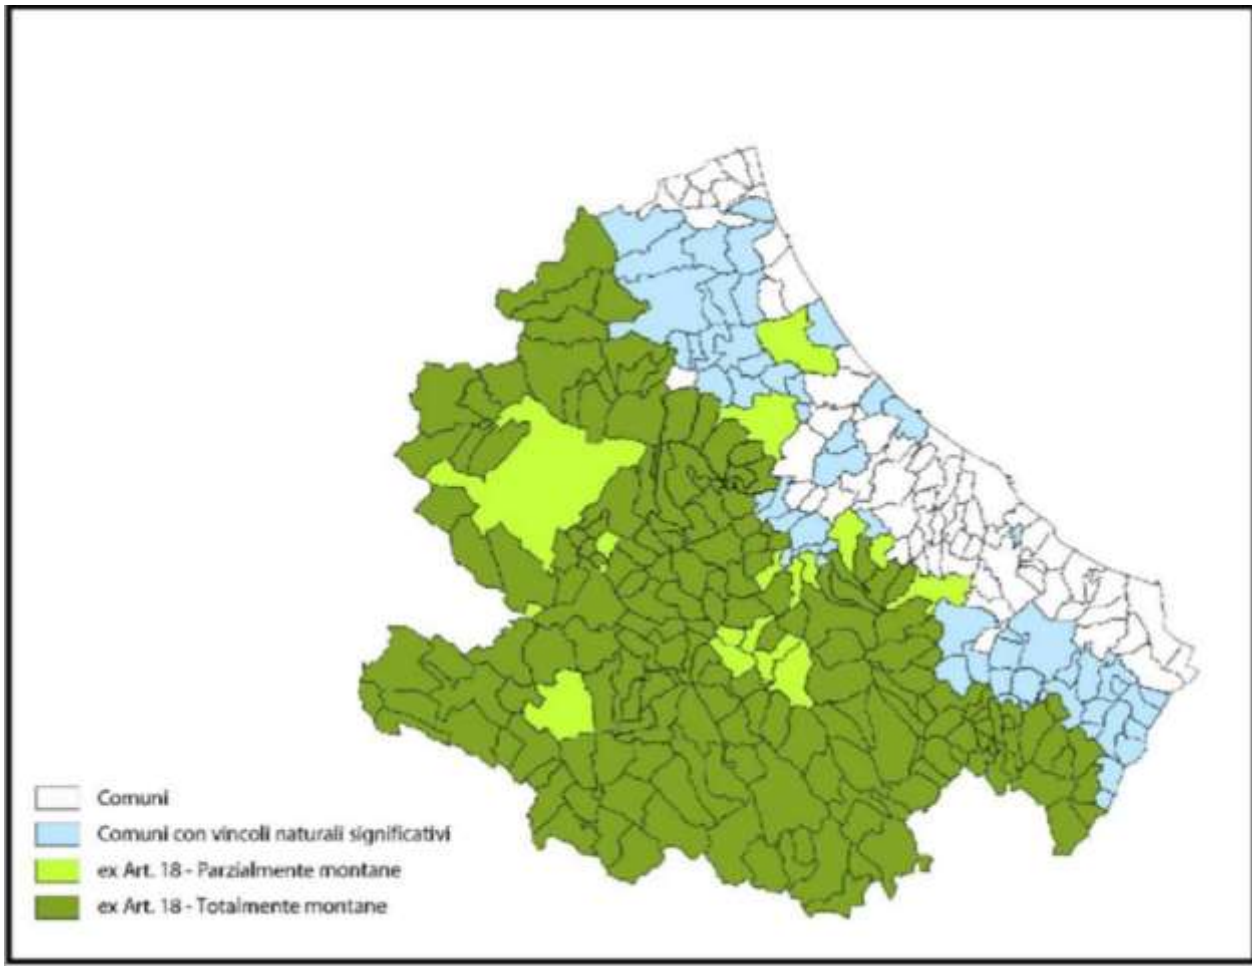 Comuni
Comuni con vincoli naturali significativi
ex Art. 18 - Parzialmente montane
ex Art. 18 - Totalmente montane